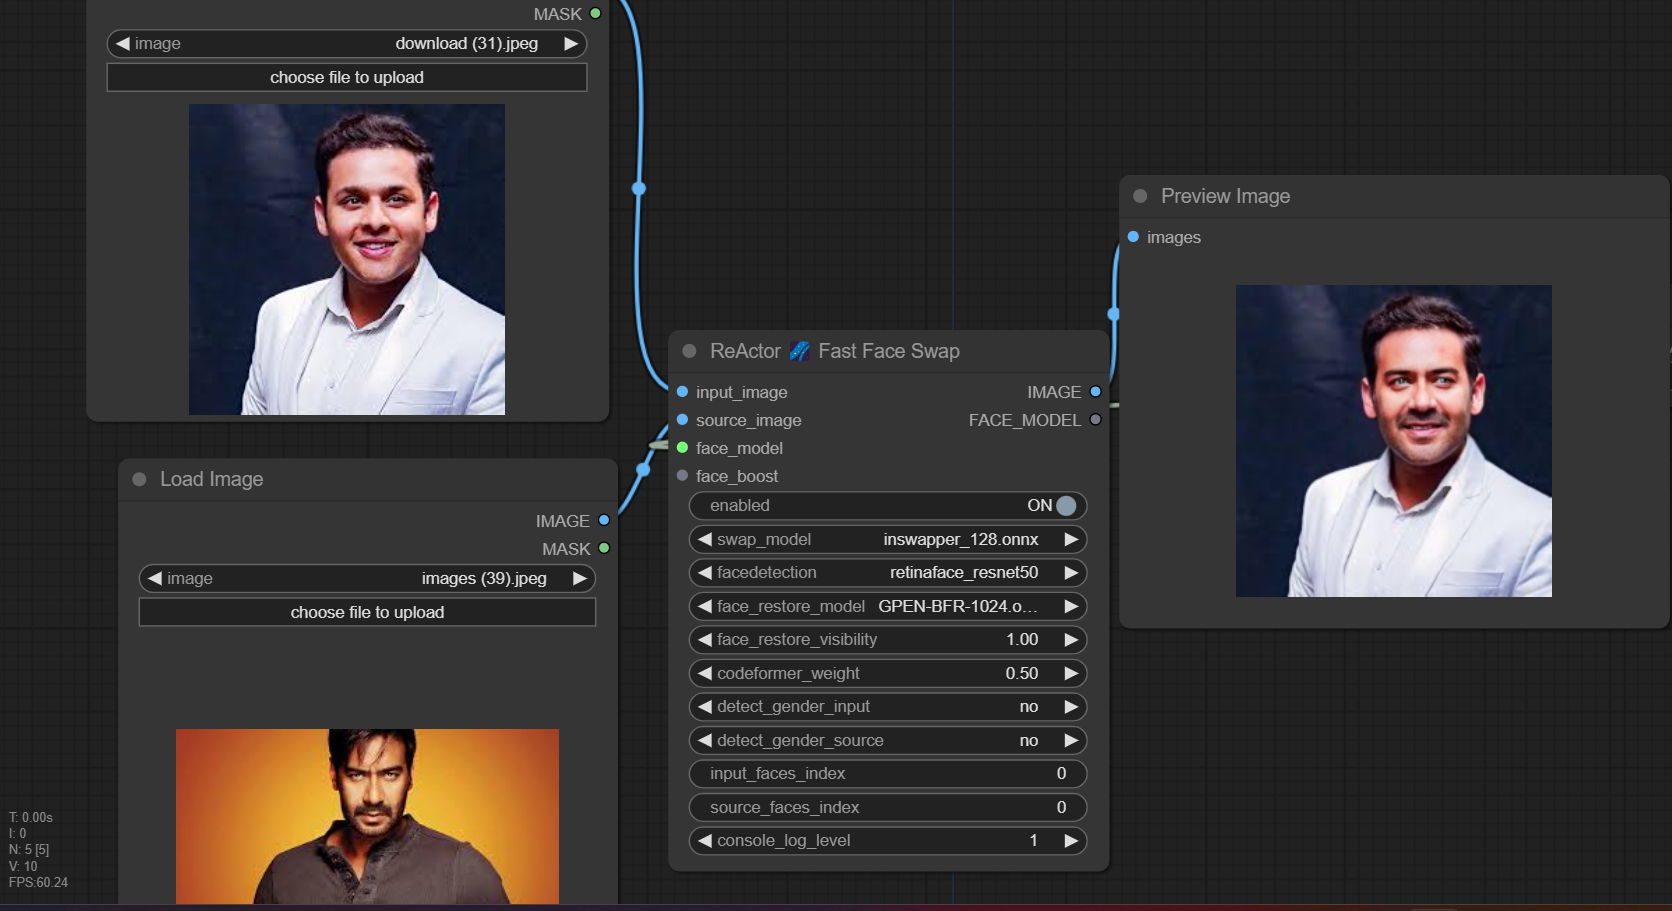 MASK
image download (31).jpeg
choose file to upload
Load Image
IMAGE
MASK
image images (39).jpeg
choose file to upload
ReActor 🌌 Fast Face Swap
input_image IMAGE
source_image FACE_MODEL
face_model
face_boost
enabled ON
swap_model inswapper_128.onnx
facedetection retinaface_resnet50
face_restore_model GPEN-BFR-1024.o…
face_restore_visibility 1.00
codeformer_weight 0.50
detect_gender_input no
detect_gender_source no
input_faces_index 0
source_faces_index 0
console_log_level 1
Preview Image
images
T: 0.00s
I: 0
N: 5 [5]
V: 10
FPS:60.24